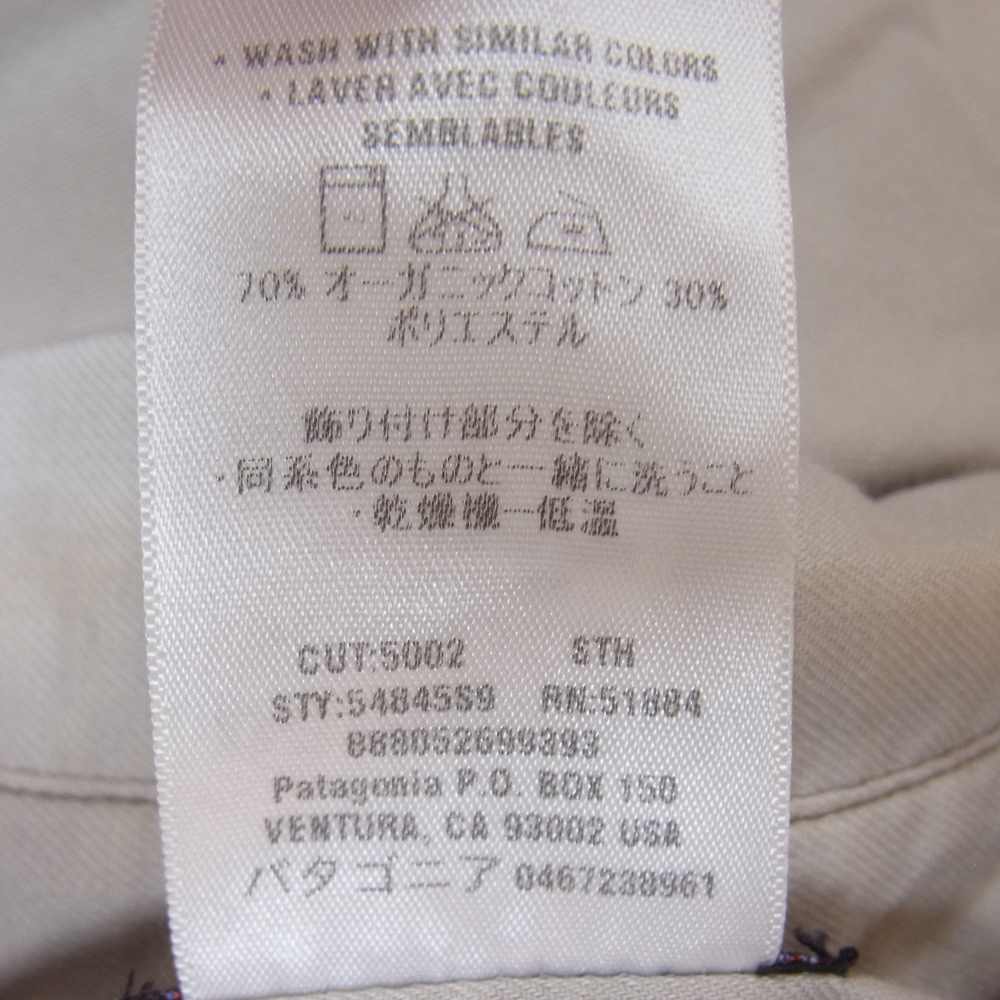 • WASH WITH SIMILAR COLORS
• LAVER AVEC COULEURS
SEMBLABLES
70% オーガニックコットン 30%
ポリエステル
飾り付け部分を除く
・同系色のものと一緒に洗うこと
・乾燥機一低温
CUT:5002 STH
STY:54845S9 RN:51884
888052699393
Patagonia P.O. BOX 150
VENTURA, CA 93002 USA
パタゴニア 0467238961